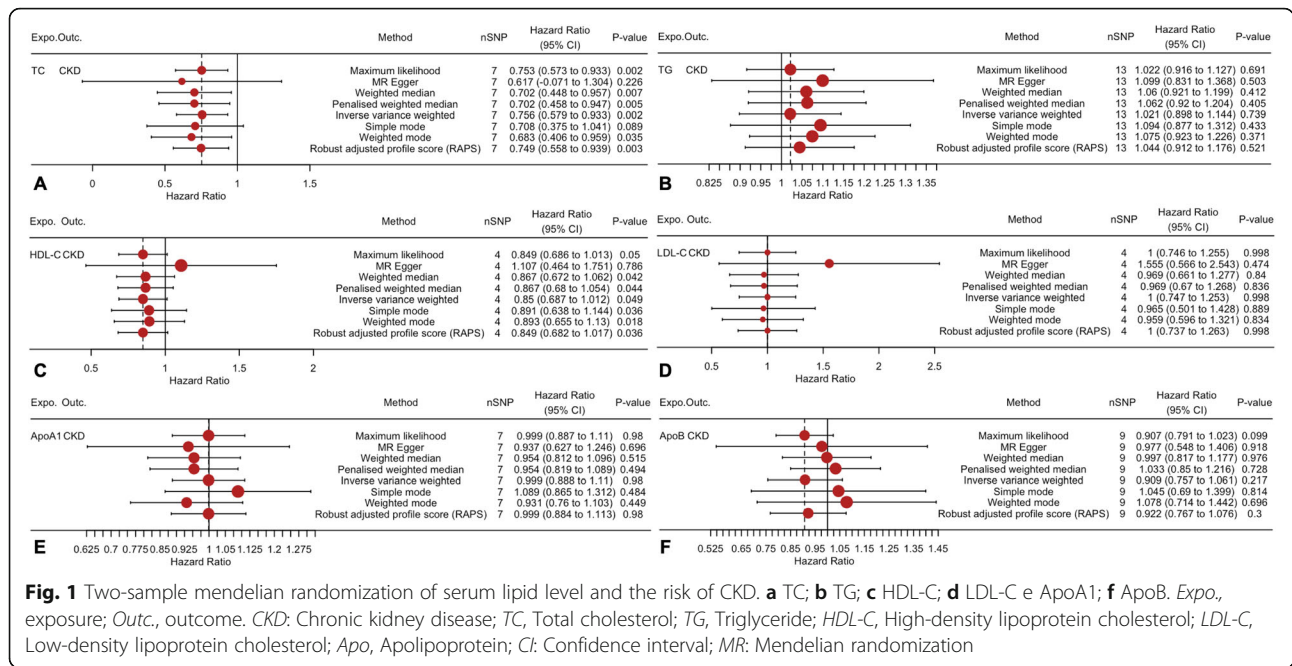 Expo.Outc. Method nSNP Hazard Ratio (95% CI) P-value
TC CKD
Maximum likelihood 7 0.753 (0.573 to 0.933) 0.002
MR Egger 7 0.617 (-0.071 to 1.304) 0.226
Weighted median 7 0.702 (0.448 to 0.957) 0.007
Penalised weighted median 7 0.702 (0.458 to 0.947) 0.005
Inverse variance weighted 7 0.756 (0.579 to 0.933) 0.002
Simple mode 7 0.708 (0.375 to 1.041) 0.089
Weighted mode 7 0.683 (0.406 to 0.959) 0.035
Robust adjusted profile score (RAPS) 7 0.749 (0.558 to 0.939) 0.003
A
0 0.5 1 1.5
Hazard Ratio
Expo.Outc. Method nSNP Hazard Ratio (95% CI) P-value
TG CKD
Maximum likelihood 13 1.022 (0.916 to 1.127) 0.691
MR Egger 13 1.099 (0.831 to 1.368) 0.503
Weighted median 13 1.06 (0.921 to 1.199) 0.412
Penalised weighted median 13 1.062 (0.92 to 1.204) 0.405
Inverse variance weighted 13 1.021 (0.898 to 1.144) 0.739
Simple mode 13 1.094 (0.877 to 1.312) 0.433
Weighted mode 13 1.075 (0.923 to 1.226) 0.371
Robust adjusted profile score (RAPS) 13 1.044 (0.912 to 1.176) 0.521
B
0.825 0.9 0.95 1 1.05 1.1 1.15 1.2 1.25 1.3 1.35
Hazard Ratio
Expo. Outc. Method nSNP Hazard Ratio (95% CI) P-value
HDL-C CKD
Maximum likelihood 4 0.849 (0.686 to 1.013) 0.05
MR Egger 4 1.107 (0.464 to 1.751) 0.786
Weighted median 4 0.867 (0.672 to 1.062) 0.042
Penalised weighted median 4 0.867 (0.68 to 1.054) 0.044
Inverse variance weighted 4 0.85 (0.687 to 1.012) 0.049
Simple mode 4 0.891 (0.638 to 1.144) 0.036
Weighted mode 4 0.893 (0.655 to 1.13) 0.018
Robust adjusted profile score (RAPS) 4 0.849 (0.682 to 1.017) 0.036
C
0.5 1 1.5 2
Hazard Ratio
Expo.Outc. Method nSNP Hazard Ratio (95% CI) P-value
LDL-C CKD
Maximum likelihood 4 1 (0.746 to 1.255) 0.998
MR Egger 4 1.555 (0.566 to 2.543) 0.474
Weighted median 4 0.969 (0.661 to 1.277) 0.84
Penalised weighted median 4 0.969 (0.67 to 1.268) 0.836
Inverse variance weighted 4 1 (0.747 to 1.253) 0.998
Simple mode 4 0.965 (0.501 to 1.428) 0.889
Weighted mode 4 0.959 (0.596 to 1.321) 0.834
Robust adjusted profile score (RAPS) 4 1 (0.737 to 1.263) 0.998
D
0.5 1 1.5 2 2.5
Hazard Ratio
Expo. Outc. Method nSNP Hazard Ratio (95% CI) P-value
ApoA1 CKD
Maximum likelihood 7 0.999 (0.887 to 1.11) 0.98
MR Egger 7 0.937 (0.627 to 1.246) 0.696
Weighted median 7 0.954 (0.812 to 1.096) 0.515
Penalised weighted median 7 0.954 (0.819 to 1.089) 0.494
Inverse variance weighted 7 0.999 (0.888 to 1.11) 0.98
Simple mode 7 1.089 (0.865 to 1.312) 0.484
Weighted mode 7 0.931 (0.76 to 1.103) 0.449
Robust adjusted profile score (RAPS) 7 0.999 (0.884 to 1.113) 0.98
E
0.625 0.7 0.775 0.85 0.925 1 1.05 1.125 1.2 1.275
Hazard Ratio
Expo.Outc. Method nSNP Hazard Ratio (95% CI) P-value
ApoB CKD
Maximum likelihood 9 0.907 (0.791 to 1.023) 0.099
MR Egger 9 0.977 (0.548 to 1.406) 0.918
Weighted median 9 0.997 (0.817 to 1.177) 0.976
Penalised weighted median 9 1.033 (0.85 to 1.216) 0.728
Inverse variance weighted 9 0.909 (0.757 to 1.061) 0.217
Simple mode 9 1.045 (0.69 to 1.399) 0.814
Weighted mode 9 1.078 (0.714 to 1.442) 0.696
Robust adjusted profile score (RAPS) 9 0.922 (0.767 to 1.076) 0.3
F
0.525 0.65 0.75 0.85 0.95 1.05 1.15 1.25 1.35 1.45
Hazard Ratio
Fig. 1 Two-sample mendelian randomization of serum lipid level and the risk of CKD. a TC; b TG; c HDL-C; d LDL-C e ApoA1; f ApoB. Expo.,
exposure; Outc., outcome. CKD: Chronic kidney disease; TC, Total cholesterol; TG, Triglyceride; HDL-C, High-density lipoprotein cholesterol; LDL-C,
Low-density lipoprotein cholesterol; Apo, Apolipoprotein; CI: Confidence interval; MR: Mendelian randomization